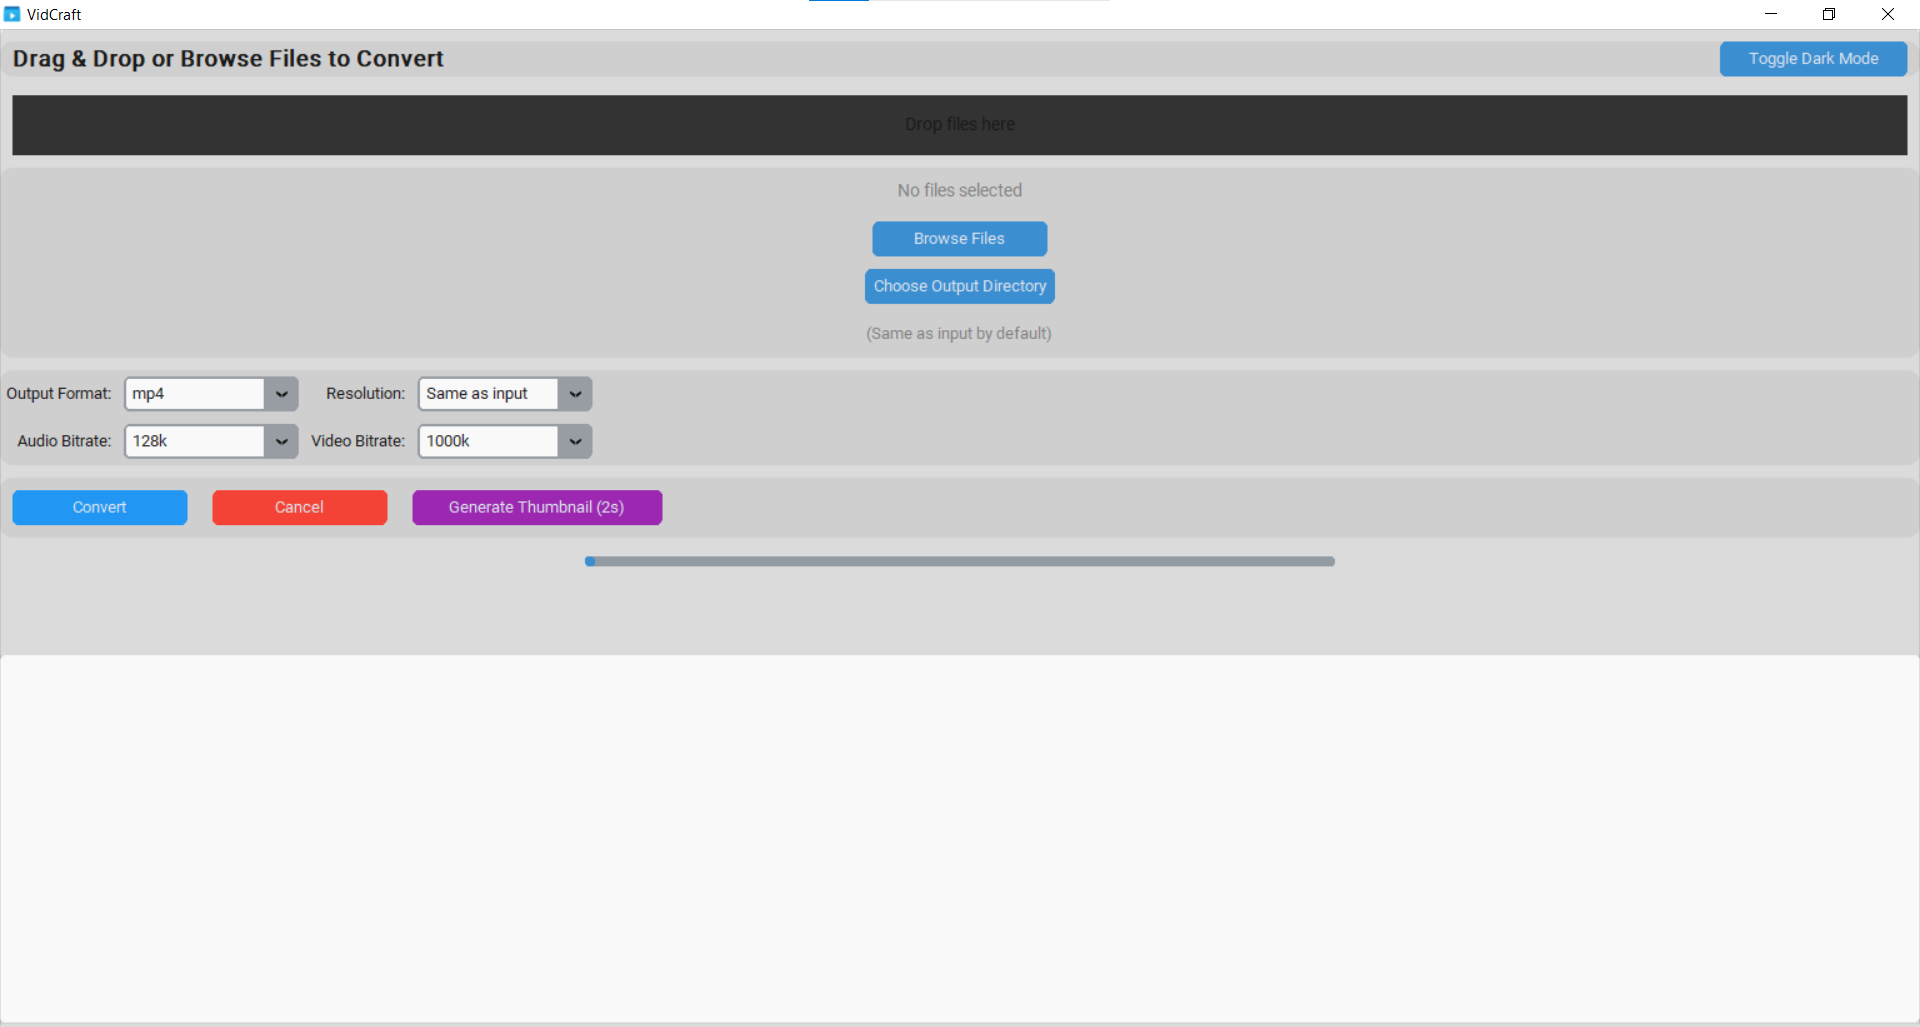 VidCraft
Drag & Drop or Browse Files to Convert
Toggle Dark Mode
Drop files here
No files selected
Browse Files
Choose Output Directory
(Same as input by default)
Output Format: mp4 Resolution: Same as input
Audio Bitrate: 128k Video Bitrate: 1000k
Convert Cancel Generate Thumbnail (2s)